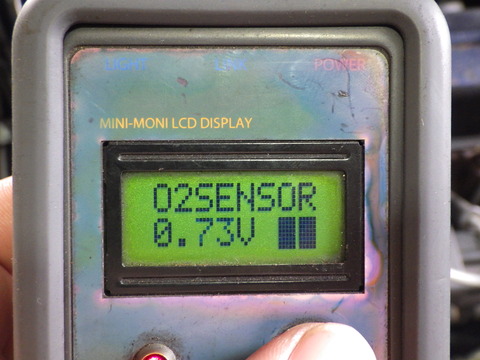 POWER
MINI-MONI LCD DISPLAY
O2SENSOR
0.73V